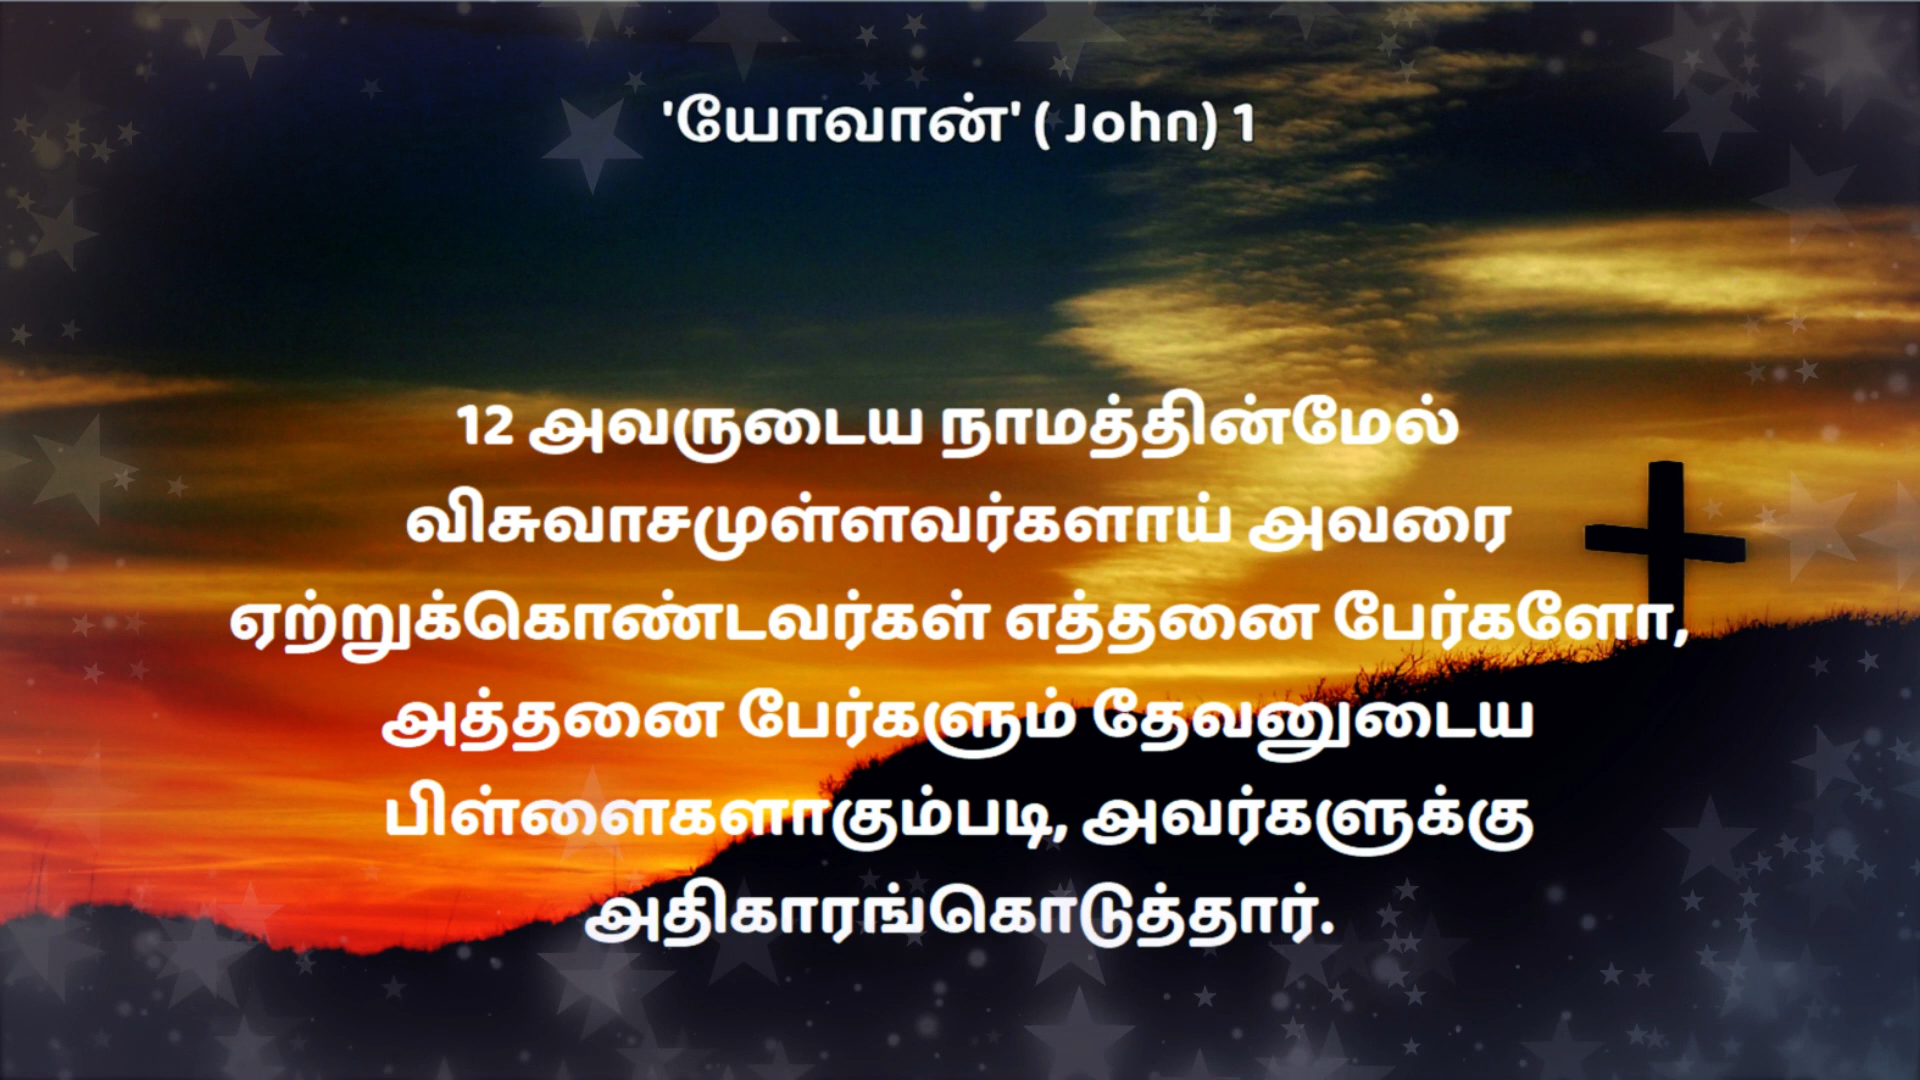 'யோவான்' ( John) 1
12 அவருடைய நாமத்தின்மேல்
விசுவாசமுள்ளவர்களாய் அவரை
ஏற்றுக்கொண்டவர்கள் எத்தனை பேர்களோ,
அத்தனை பேர்களும் தேவனுடைய
பிள்ளைகளாகும்படி, அவர்களுக்கு
அதிகாரங்கொடுத்தார்.